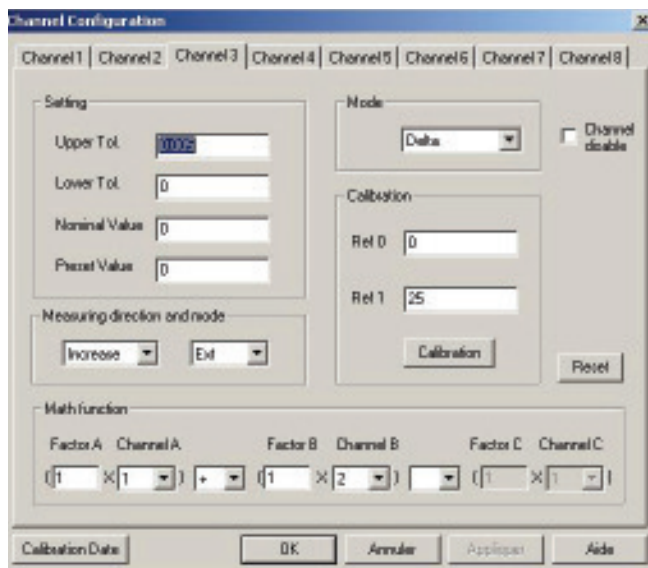 Channel Configuration
Channel 1 Channel 2 Channel 3 Channel 4 Channel 5 Channel 6 Channel 7 Channel 8
Setting
Upper Tol. 0.005
Lower Tol. 0
Nominal Value 0
Preset Value 0
Mode
Delta
Channel disable
Calibration
Ref 0 0
Ref 1 25
Calibration
Measuring direction and mode
Increase Ext
Reset
Math function
Factor A Channel A Factor B Channel B Factor C Channel C
(1 X 1 ) + (1 X 2 ) (1 X 1 )
Calibration Date OK Annuler Appliquer Aide